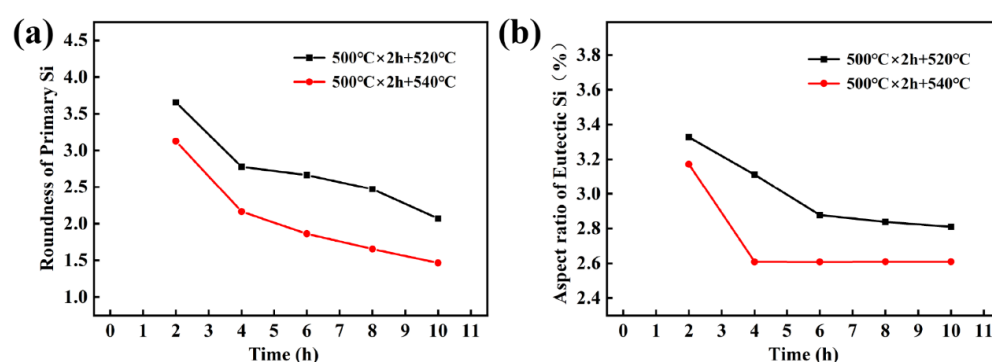 (a)
Roundness of Primary Si
4.5
4.0
3.5
3.0
2.5
2.0
1.5
1.0
500℃×2h+520℃
500℃×2h+540℃
0 1 2 3 4 5 6 7 8 9 10 11
Time (h)
(b)
Aspect ratio of Eutectic Si（%）
3.8
3.6
3.4
3.2
3.0
2.8
2.6
2.4
500℃×2h+520℃
500℃×2h+540℃
0 1 2 3 4 5 6 7 8 9 10 11
Time (h)